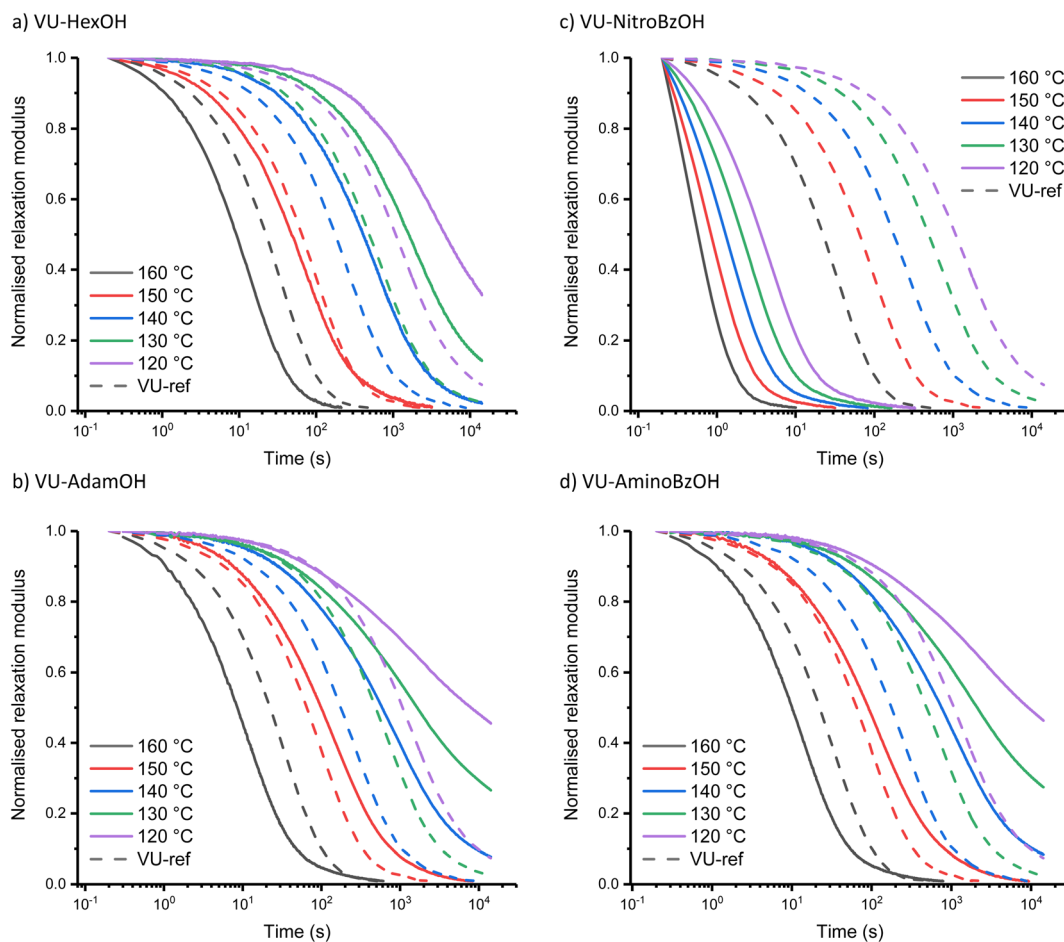 a) VU-HexOH
Normalised relaxation modulus
1.0
0.8
0.6
0.4
0.2
0.0
160 °C
150 °C
140 °C
130 °C
120 °C
VU-ref
10-1 100 101 102 103 104
Time (s)
c) VU-NitroBzOH
Normalised relaxation modulus
1.0
0.8
0.6
0.4
0.2
0.0
160 °C
150 °C
140 °C
130 °C
120 °C
VU-ref
10-1 100 101 102 103 104
Time (s)
b) VU-AdamOH
Normalised relaxation modulus
1.0
0.8
0.6
0.4
0.2
0.0
160 °C
150 °C
140 °C
130 °C
120 °C
VU-ref
10-1 100 101 102 103 104
Time (s)
d) VU-AminoBzOH
Normalised relaxation modulus
1.0
0.8
0.6
0.4
0.2
0.0
160 °C
150 °C
140 °C
130 °C
120 °C
VU-ref
10-1 100 101 102 103 104
Time (s)